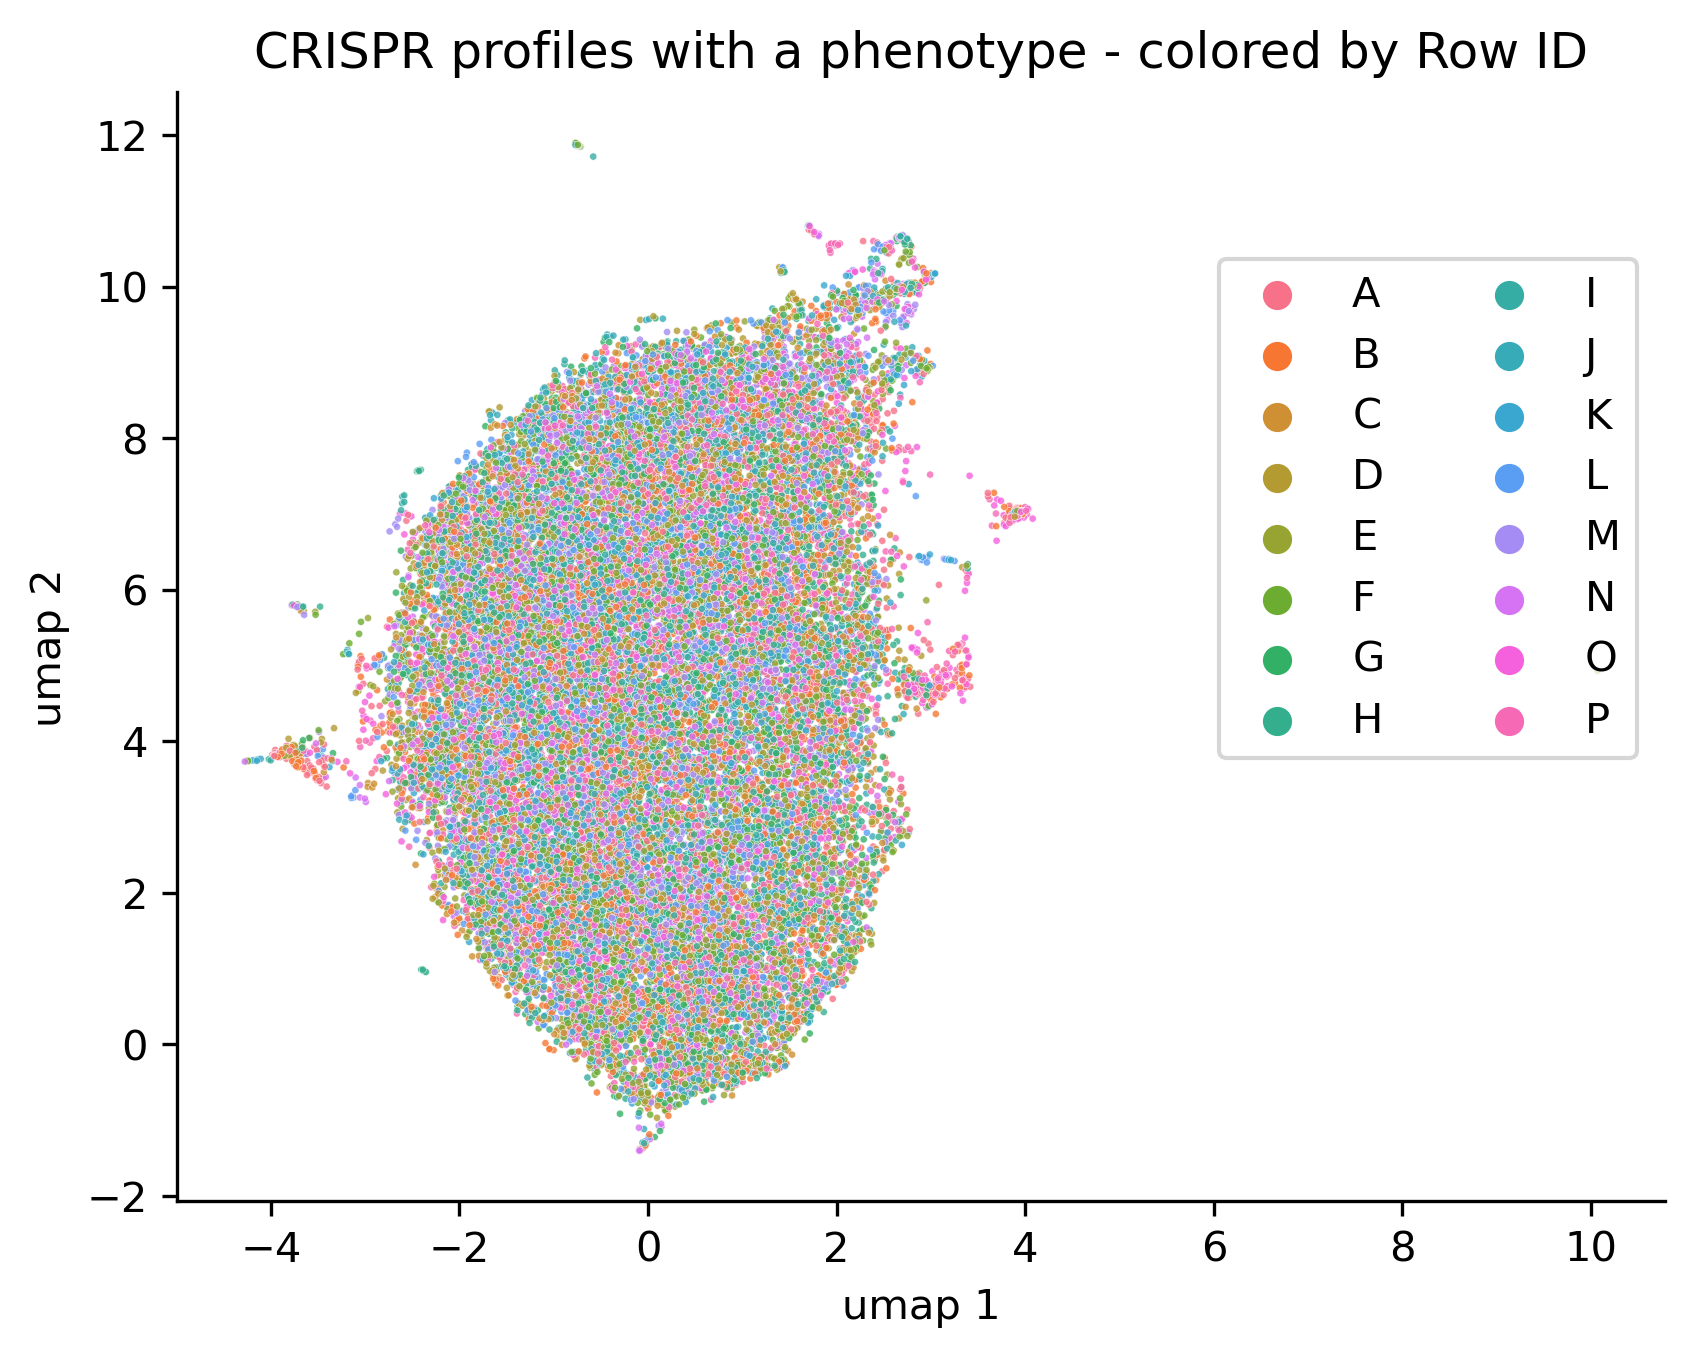 CRISPR profiles with a phenotype - colored by Row ID
12
10
8
6
4
2
0
−2
umap 2
−4 −2 0 2 4 6 8 10
umap 1
A I
B J
C K
D L
E M
F N
G O
H P